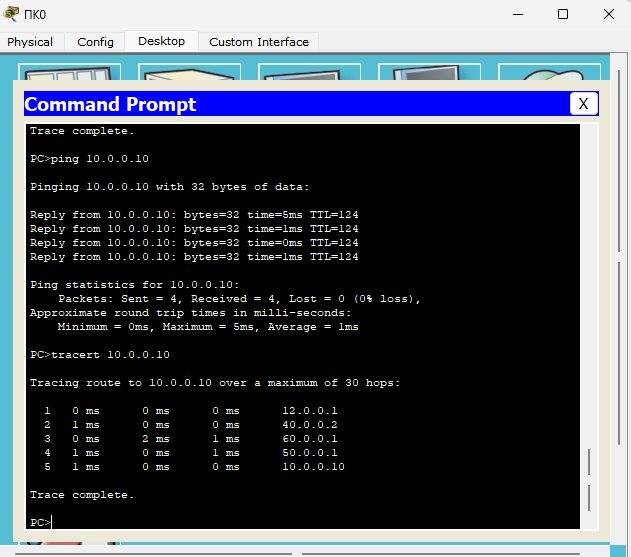 ПК0
Physical Config Desktop Custom Interface
Command Prompt X
Trace complete.
PC>ping 10.0.0.10
Pinging 10.0.0.10 with 32 bytes of data:
Reply from 10.0.0.10: bytes=32 time=5ms TTL=124
Reply from 10.0.0.10: bytes=32 time=1ms TTL=124
Reply from 10.0.0.10: bytes=32 time=0ms TTL=124
Reply from 10.0.0.10: bytes=32 time=1ms TTL=124
Ping statistics for 10.0.0.10:
Packets: Sent = 4, Received = 4, Lost = 0 (0% loss),
Approximate round trip times in milli-seconds:
Minimum = 0ms, Maximum = 5ms, Average = 1ms
PC>tracert 10.0.0.10
Tracing route to 10.0.0.10 over a maximum of 30 hops:
1 0 ms 0 ms 0 ms 12.0.0.1
2 1 ms 0 ms 0 ms 40.0.0.2
3 0 ms 2 ms 1 ms 60.0.0.1
4 1 ms 0 ms 1 ms 50.0.0.1
5 1 ms 0 ms 0 ms 10.0.0.10
Trace complete.
PC>